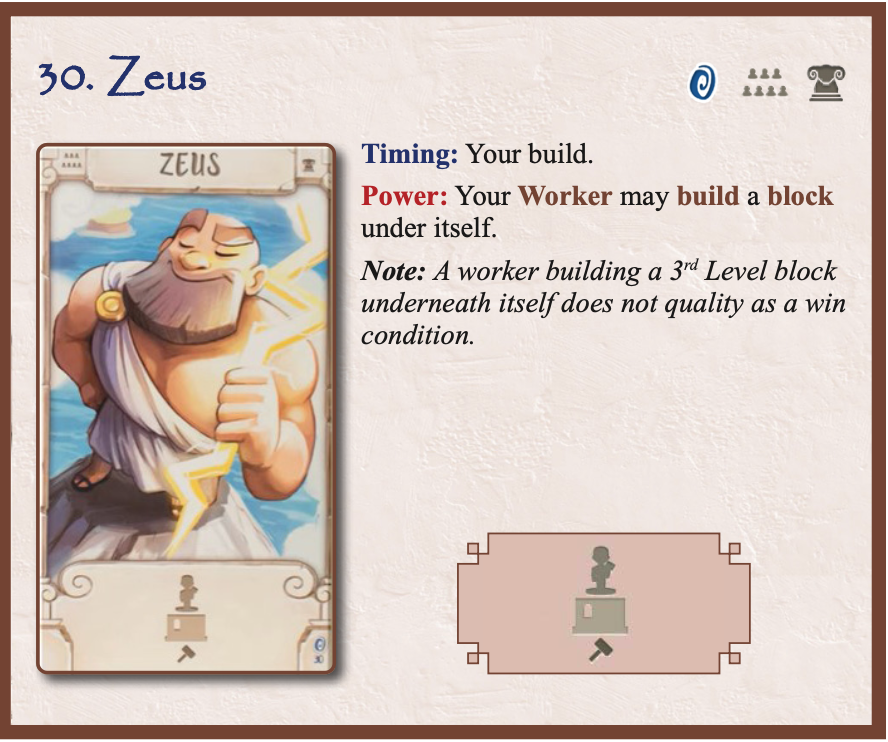 30. Zeus
ZEUS
Timing: Your build.
Power: Your Worker may build a block
under itself.
Note: A worker building a 3rd Level block
underneath itself does not quality as a win
condition.
30